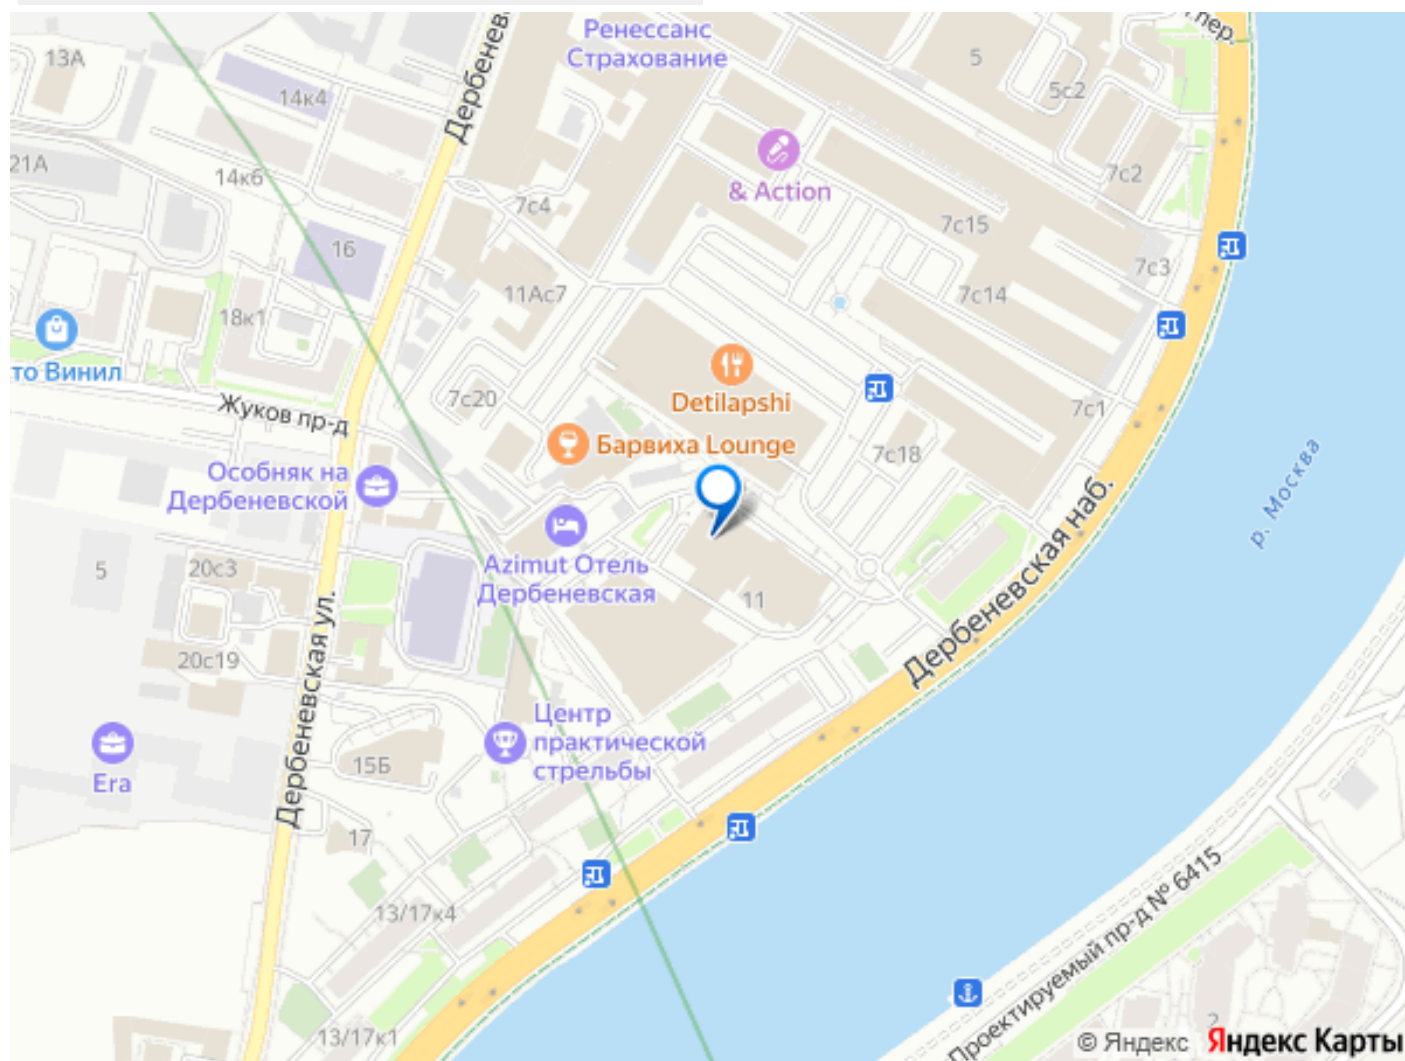 Ренессанс
Страхование
пер.
13А
5
5с2
14к4
Дербенев
21А
14к6
& Action
7с2
7с4
7с15
16
7с3
11Ас7
7с14
18к1
то Винил
Detilapshi
7с20
7с1
Жуков пр-д
Барвиха Lounge
7с18
Особняк на
Дербеневской
р. Москва
Azimut Отель
Дербеневская
5
20с3
11
Дербеневская наб.
20с19
Дербеневская ул.
Центр
практической
стрельбы
15Б
Era
17
13/17к4
Проектируемый пр-д № 6415
2
13/17к1
© Яндекс Яндекс Карты